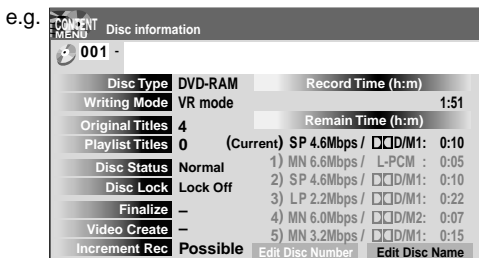 e.g.
CONTENT MENU Disc information
001 -
Disc Type DVD-RAM Record Time (h:m)
Writing Mode VR mode 1:51
Original Titles 4 Remain Time (h:m)
Playlist Titles 0 (Current) SP 4.6Mbps / DD D/M1: 0:10
Disc Status Normal 1) MN 6.6Mbps / L-PCM : 0:05
Disc Lock Lock Off 2) SP 4.6Mbps / DD D/M1: 0:10
3) LP 2.2Mbps / DD D/M1: 0:22
Finalize – 4) MN 6.0Mbps / DD D/M2: 0:07
Video Create – 5) MN 3.2Mbps / DD D/M1: 0:15
Increment Rec Possible Edit Disc Number Edit Disc Name